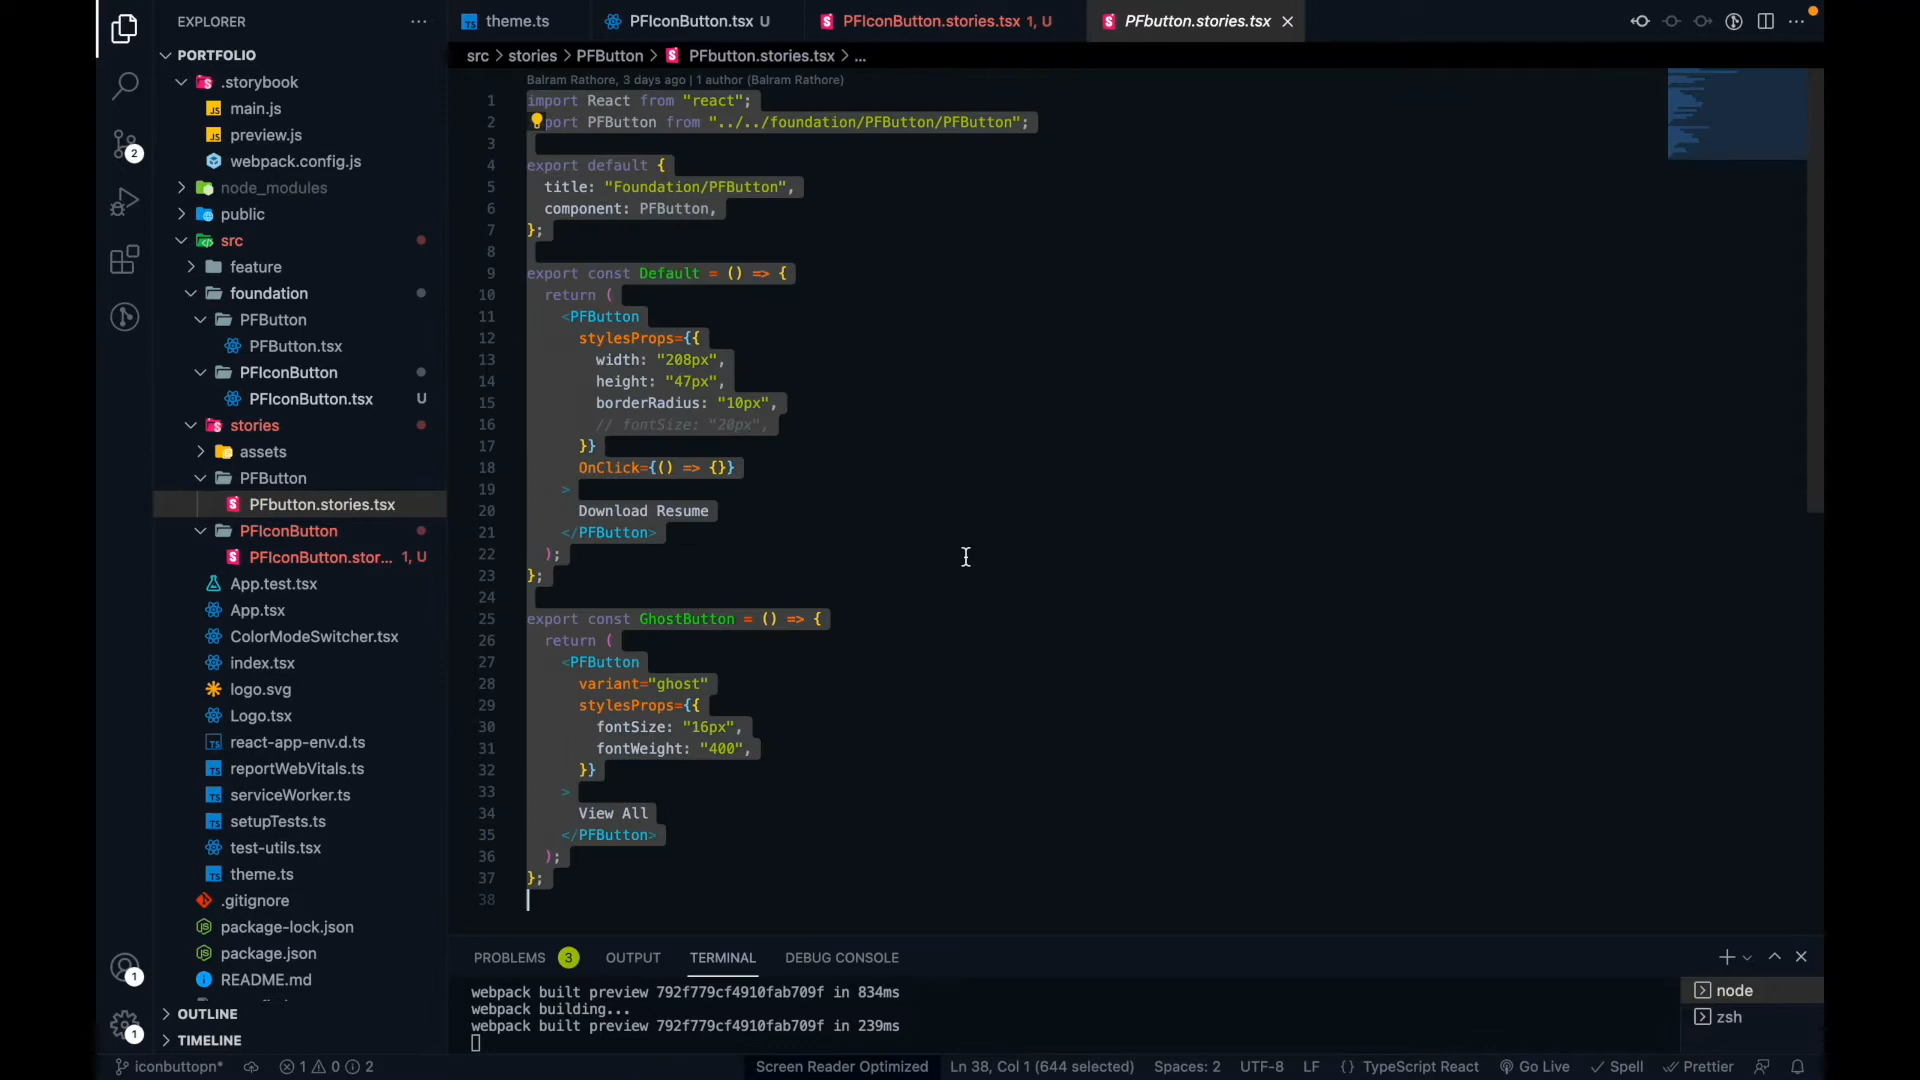 EXPLORER
PORTFOLIO
.storybook
main.js
preview.js
webpack.config.js
node_modules
public
src
feature
foundation
PFButton
PFButton.tsx
PFIconButton
PFIconButton.tsx U
stories
assets
PFButton
PFbutton.stories.tsx
PFIconButton
PFIconButton.stor... 1, U
App.test.tsx
App.tsx
ColorModeSwitcher.tsx
index.tsx
logo.svg
Logo.tsx
react-app-env.d.ts
reportWebVitals.ts
serviceWorker.ts
setupTests.ts
test-utils.tsx
theme.ts
.gitignore
package-lock.json
package.json
README.md
OUTLINE
TIMELINE
2
1
1
theme.ts PFIconButton.tsx U PFIconButton.stories.tsx 1, U PFbutton.stories.tsx
src > stories > PFButton > PFbutton.stories.tsx > ...
Balram Rathore, 3 days ago | 1 author (Balram Rathore)
1 import React from "react";
2 port PFButton from "../../foundation/PFButton/PFButton";
3
4 export default {
5 title: "Foundation/PFButton",
6 component: PFButton,
7 };
8
9 export const Default = () => {
10 return (
11 <PFButton
12 stylesProps={{
13 width: "208px",
14 height: "47px",
15 borderRadius: "10px",
16 // fontSize: "20px",
17 }}
18 OnClick={() => {}}
19 >
20 Download Resume
21 </PFButton>
22 );
23 };
24
25 export const GhostButton = () => {
26 return (
27 <PFButton
28 variant="ghost"
29 stylesProps={{
30 fontSize: "16px",
31 fontWeight: "400",
32 }}
33 >
34 View All
35 </PFButton>
36 );
37 };
38
PROBLEMS 3 OUTPUT TERMINAL DEBUG CONSOLE
webpack built preview 792f779cf4910fab709f in 834ms
webpack building...
webpack built preview 792f779cf4910fab709f in 239ms
node
zsh
iconbuttopn* 1 0 2 Screen Reader Optimized Ln 38, Col 1 (644 selected) Spaces: 2 UTF-8 LF {} TypeScript React Go Live Spell Prettier